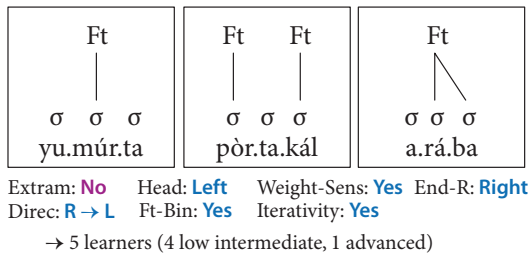 Ft Ft Ft Ft
σ σ σ σ σ σ σ σ σ
yu.múr.ta pòr.ta.kál a.rá.ba
Extram: No Head: Left Weight-Sens: Yes End-R: Right
Direc: R → L Ft-Bin: Yes Iterativity: Yes
→ 5 learners (4 low intermediate, 1 advanced)